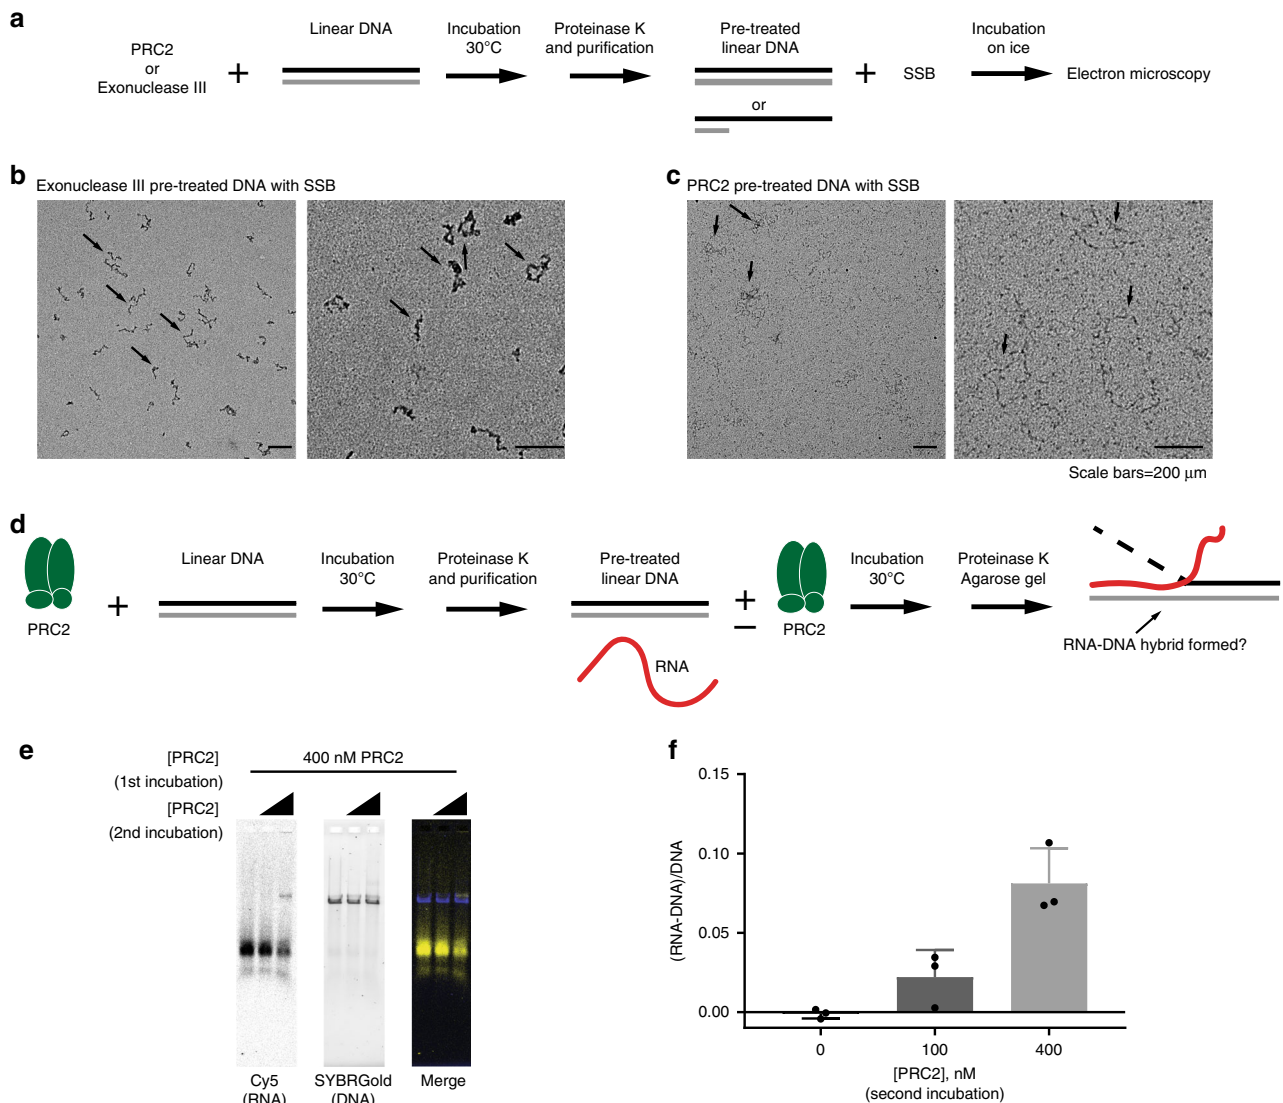 a
PRC2
or
Exonuclease III
+
Linear DNA
Incubation
30°C
Proteinase K
and purification
Pre-treated
linear DNA
or
+
SSB
Incubation
on ice
Electron microscopy
b
Exonuclease III pre-treated DNA with SSB
c
PRC2 pre-treated DNA with SSB
Scale bars=200 μm
d
PRC2
+
Linear DNA
Incubation
30°C
Proteinase K
and purification
Pre-treated
linear DNA
RNA
+
−
PRC2
Incubation
30°C
Proteinase K
Agarose gel
RNA-DNA hybrid formed?
e
[PRC2]
(1st incubation)
400 nM PRC2
[PRC2]
(2nd incubation)
Cy5
(RNA)
SYBRGold
(DNA)
Merge
f
(RNA-DNA)/DNA
0.15
0.10
0.05
0.00
0
100
400
[PRC2], nM
(second incubation)